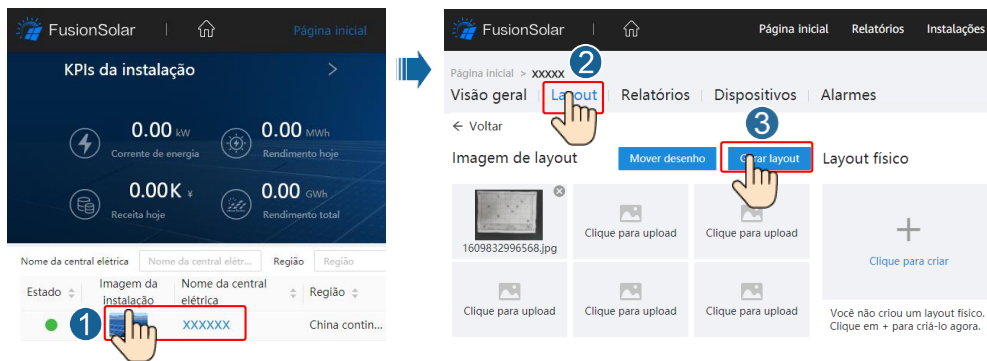 FusionSolar
Página inicial
KPIs da instalação >
0.00 kW
Corrente de energia
0.00 MWh
Rendimento hoje
0.00K ¥
Receita hoje
0.00 GWh
Rendimento total
Nome da central elétrica Nome da central elétr... Região Região
Estado Imagem da instalação Nome da central elétrica Região
1 XXXXXX China contin...
FusionSolar
Página inicial Relatórios Instalações
Página inicial > xxxxx
2
Visão geral Layout Relatórios Dispositivos Alarmes
← Voltar
3
Imagem de layout Mover desenho Gerar layout Layout físico
1609832996568.jpg
Clique para upload
Clique para upload
Clique para criar
Clique para upload
Clique para upload
Clique para upload
Você não criou um layout físico.
Clique em + para criá-lo agora.